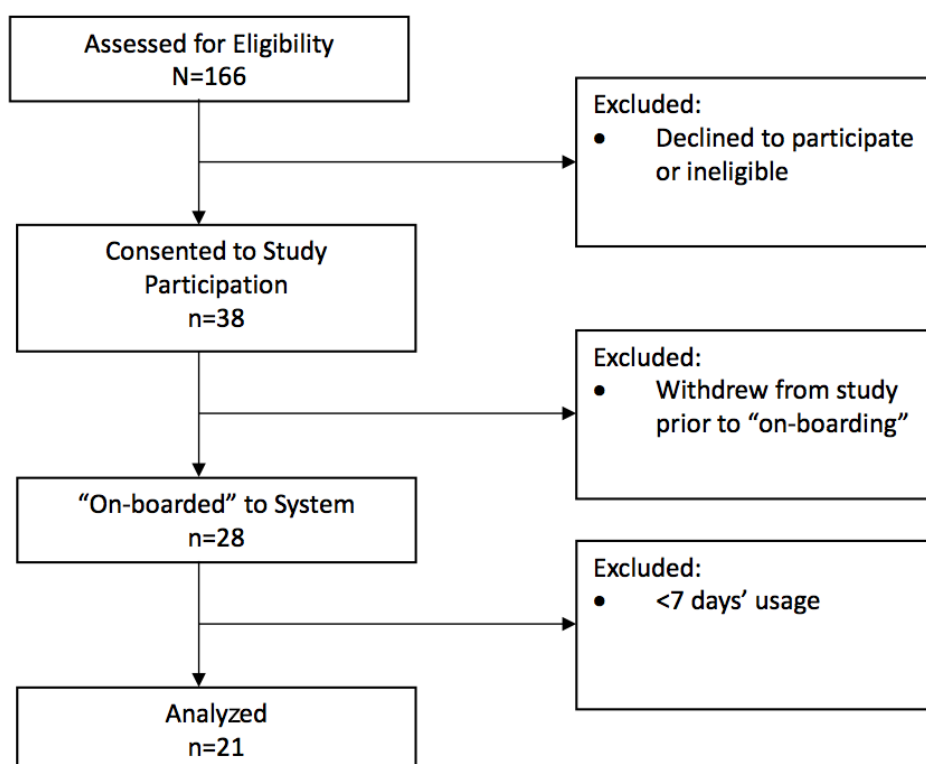 Assessed for Eligibility
N=166
Excluded:
• Declined to participate
or ineligible
Consented to Study
Participation
n=38
Excluded:
• Withdrew from study
prior to “on-boarding”
“On-boarded” to System
n=28
Excluded:
• <7 days’ usage
Analyzed
n=21